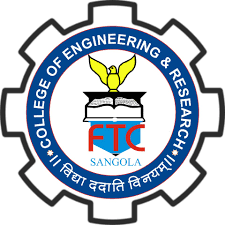 * COLLEGE OF ENGINEERING & RESEARCH *
FTC
SANGOLA
॥ विद्या ददाति विनयम् ॥